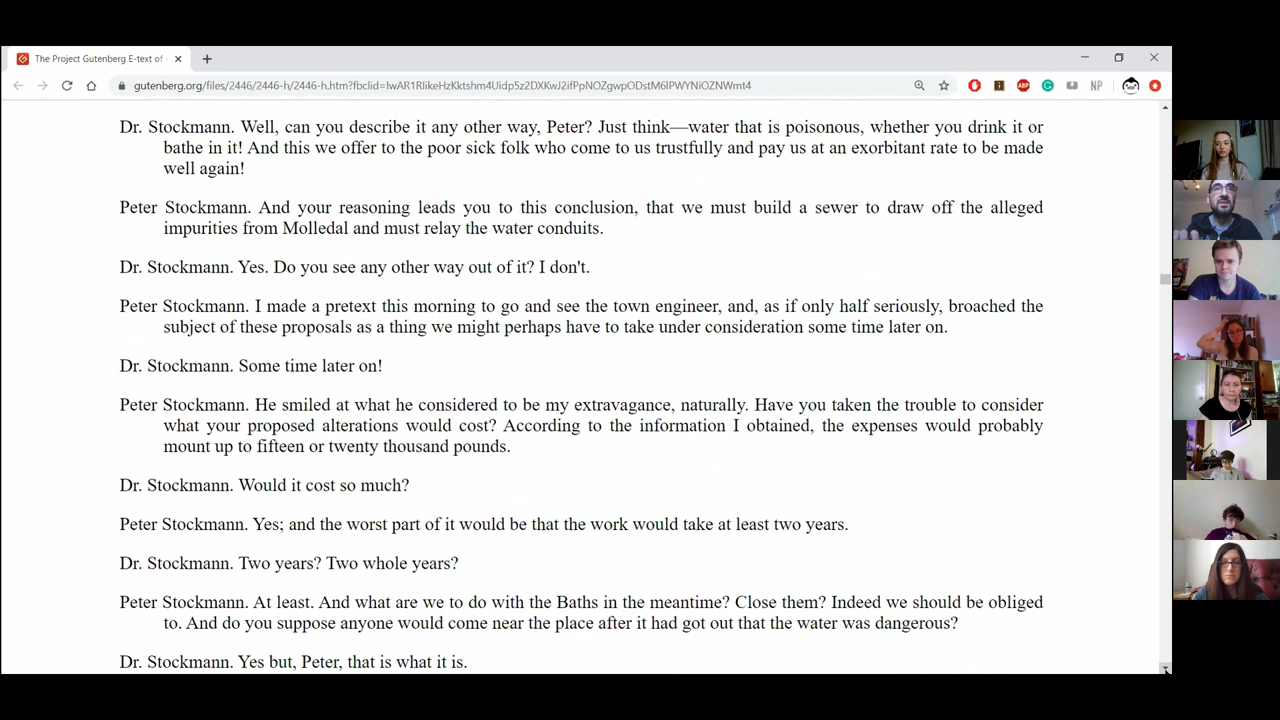 The Project Gutenberg E-text of
gutenberg.org/files/2446/2446-h/2446-h.htm?fbclid=IwAR1RIikeHzKktshm4Uidp5z2DXKwJ2ifPpNOZgwpODstM6lPWYNiOZNWmt4
ABP
NP
Dr. Stockmann. Well, can you describe it any other way, Peter? Just think—water that is poisonous, whether you drink it or
bathe in it! And this we offer to the poor sick folk who come to us trustfully and pay us at an exorbitant rate to be made
well again!
Peter Stockmann. And your reasoning leads you to this conclusion, that we must build a sewer to draw off the alleged
impurities from Molledal and must relay the water conduits.
Dr. Stockmann. Yes. Do you see any other way out of it? I don't.
Peter Stockmann. I made a pretext this morning to go and see the town engineer, and, as if only half seriously, broached the
subject of these proposals as a thing we might perhaps have to take under consideration some time later on.
Dr. Stockmann. Some time later on!
Peter Stockmann. He smiled at what he considered to be my extravagance, naturally. Have you taken the trouble to consider
what your proposed alterations would cost? According to the information I obtained, the expenses would probably
mount up to fifteen or twenty thousand pounds.
Dr. Stockmann. Would it cost so much?
Peter Stockmann. Yes; and the worst part of it would be that the work would take at least two years.
Dr. Stockmann. Two years? Two whole years?
Peter Stockmann. At least. And what are we to do with the Baths in the meantime? Close them? Indeed we should be obliged
to. And do you suppose anyone would come near the place after it had got out that the water was dangerous?
Dr. Stockmann. Yes but, Peter, that is what it is.